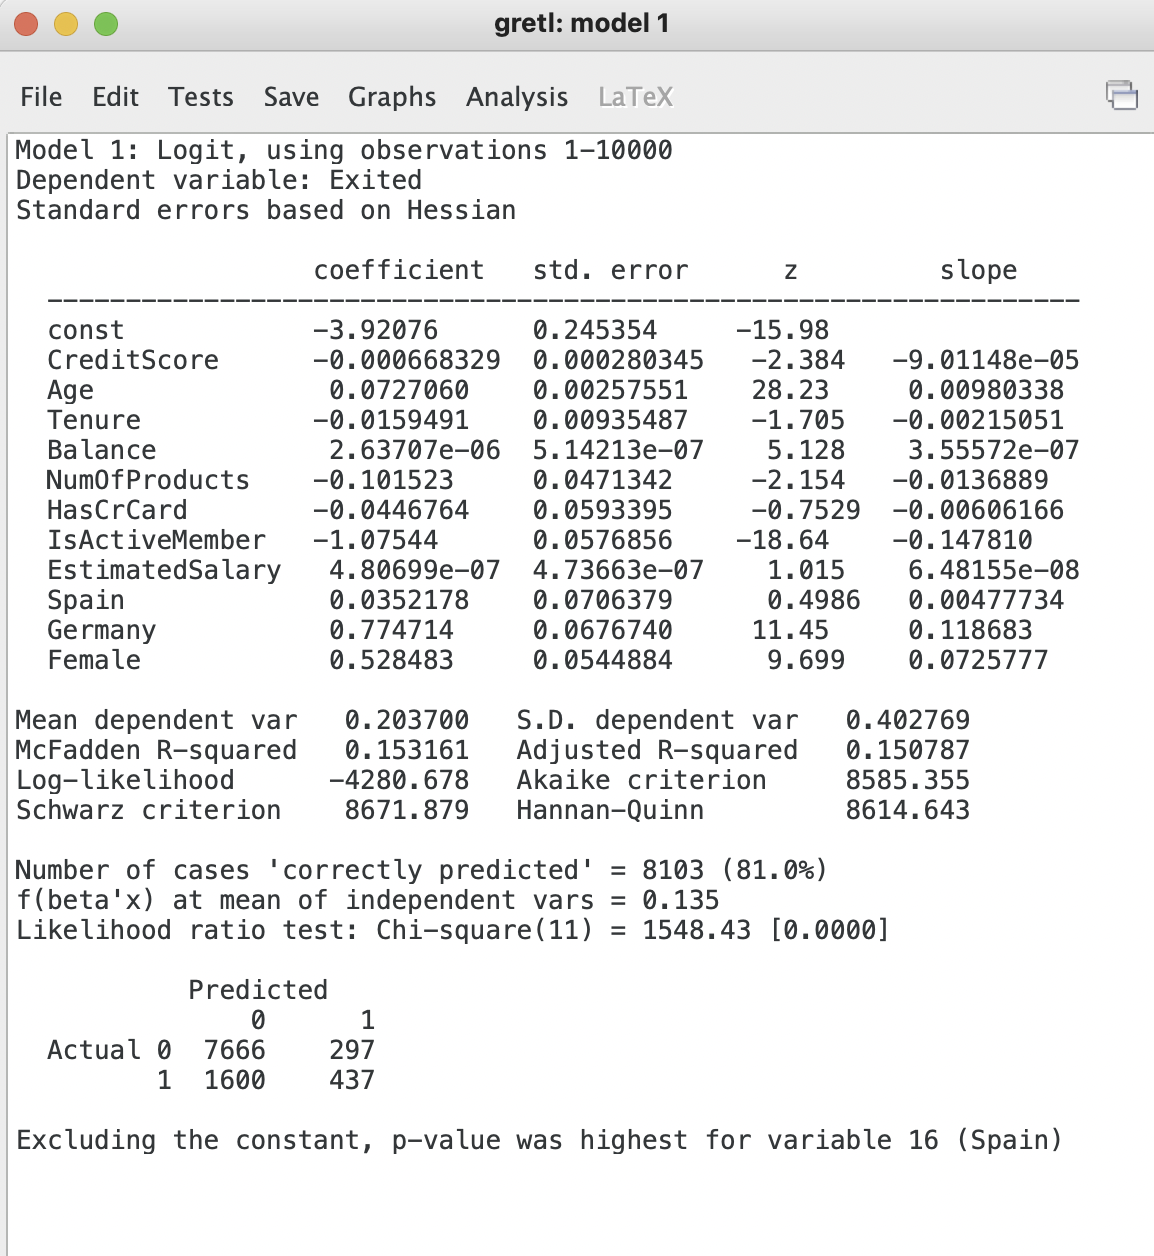 gretl: model 1
File Edit Tests Save Graphs Analysis LaTeX
Model 1: Logit, using observations 1-10000
Dependent variable: Exited
Standard errors based on Hessian
coefficient std. error z slope
const -3.92076 0.245354 -15.98
CreditScore -0.000668329 0.000280345 -2.384 -9.01148e-05
Age 0.0727060 0.00257551 28.23 0.00980338
Tenure -0.0159491 0.00935487 -1.705 -0.00215051
Balance 2.63707e-06 5.14213e-07 5.128 3.55572e-07
NumOfProducts -0.101523 0.0471342 -2.154 -0.0136889
HasCrCard -0.0446764 0.0593395 -0.7529 -0.00606166
IsActiveMember -1.07544 0.0576856 -18.64 -0.147810
EstimatedSalary 4.80699e-07 4.73663e-07 1.015 6.48155e-08
Spain 0.0352178 0.0706379 0.4986 0.00477734
Germany 0.774714 0.0676740 11.45 0.118683
Female 0.528483 0.0544884 9.699 0.0725777
Mean dependent var 0.203700 S.D. dependent var 0.402769
McFadden R-squared 0.153161 Adjusted R-squared 0.150787
Log-likelihood -4280.678 Akaike criterion 8585.355
Schwarz criterion 8671.879 Hannan-Quinn 8614.643
Number of cases 'correctly predicted' = 8103 (81.0%)
f(beta'x) at mean of independent vars = 0.135
Likelihood ratio test: Chi-square(11) = 1548.43 [0.0000]
Predicted
0 1
Actual 0 7666 297
1 1600 437
Excluding the constant, p-value was highest for variable 16 (Spain)